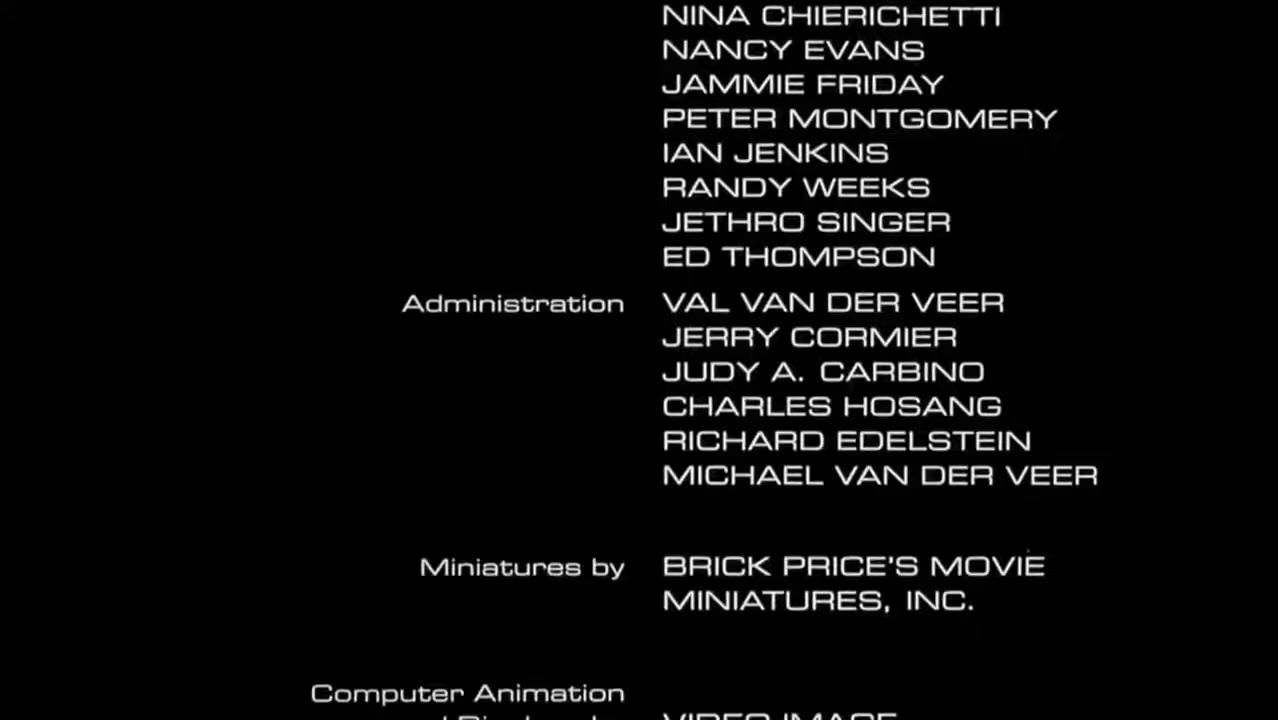 NINA CHIERICHETTI
NANCY EVANS
JAMMIE FRIDAY
PETER MONTGOMERY
IAN JENKINS
RANDY WEEKS
JETHRO SINGER
ED THOMPSON
Administration VAL VAN DER VEER
JERRY CORMIER
JUDY A. CARBINO
CHARLES HOSANG
RICHARD EDELSTEIN
MICHAEL VAN DER VEER
Miniatures by BRICK PRICE'S MOVIE
MINIATURES, INC.
Computer Animation
VIDEO IMAGE